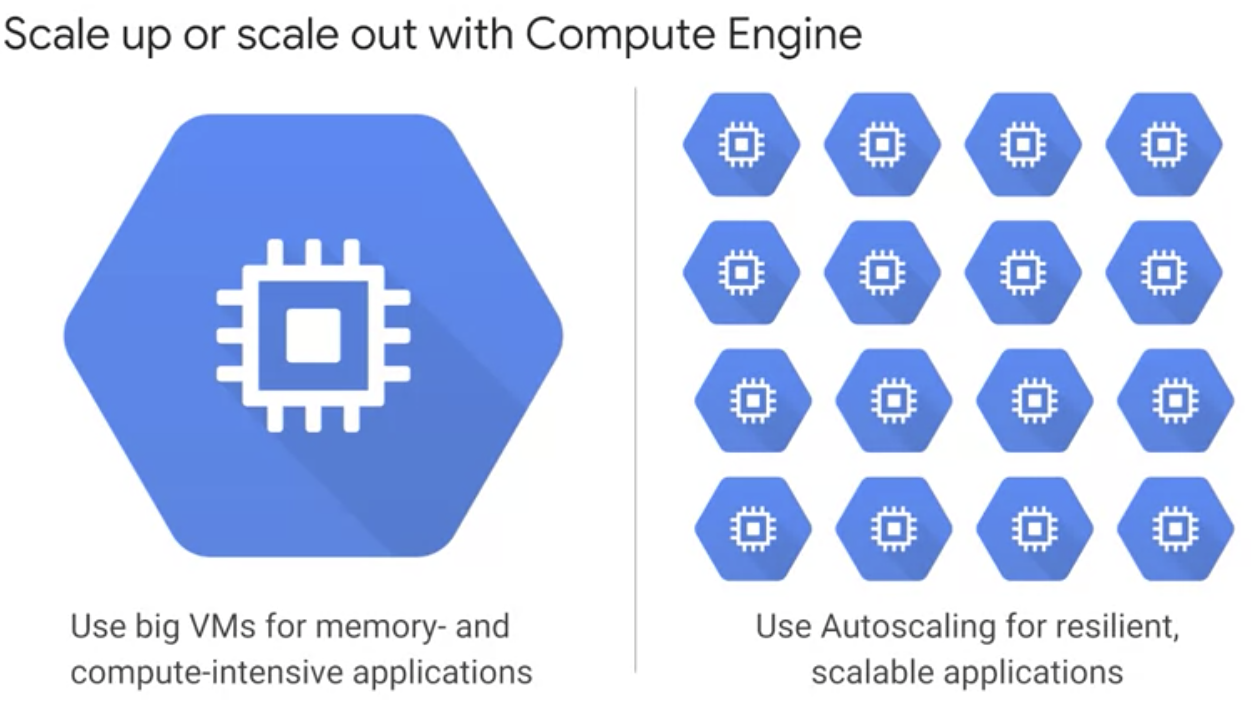 Scale up or scale out with Compute Engine
Use big VMs for memory- and
compute-intensive applications
Use Autoscaling for resilient,
scalable applications